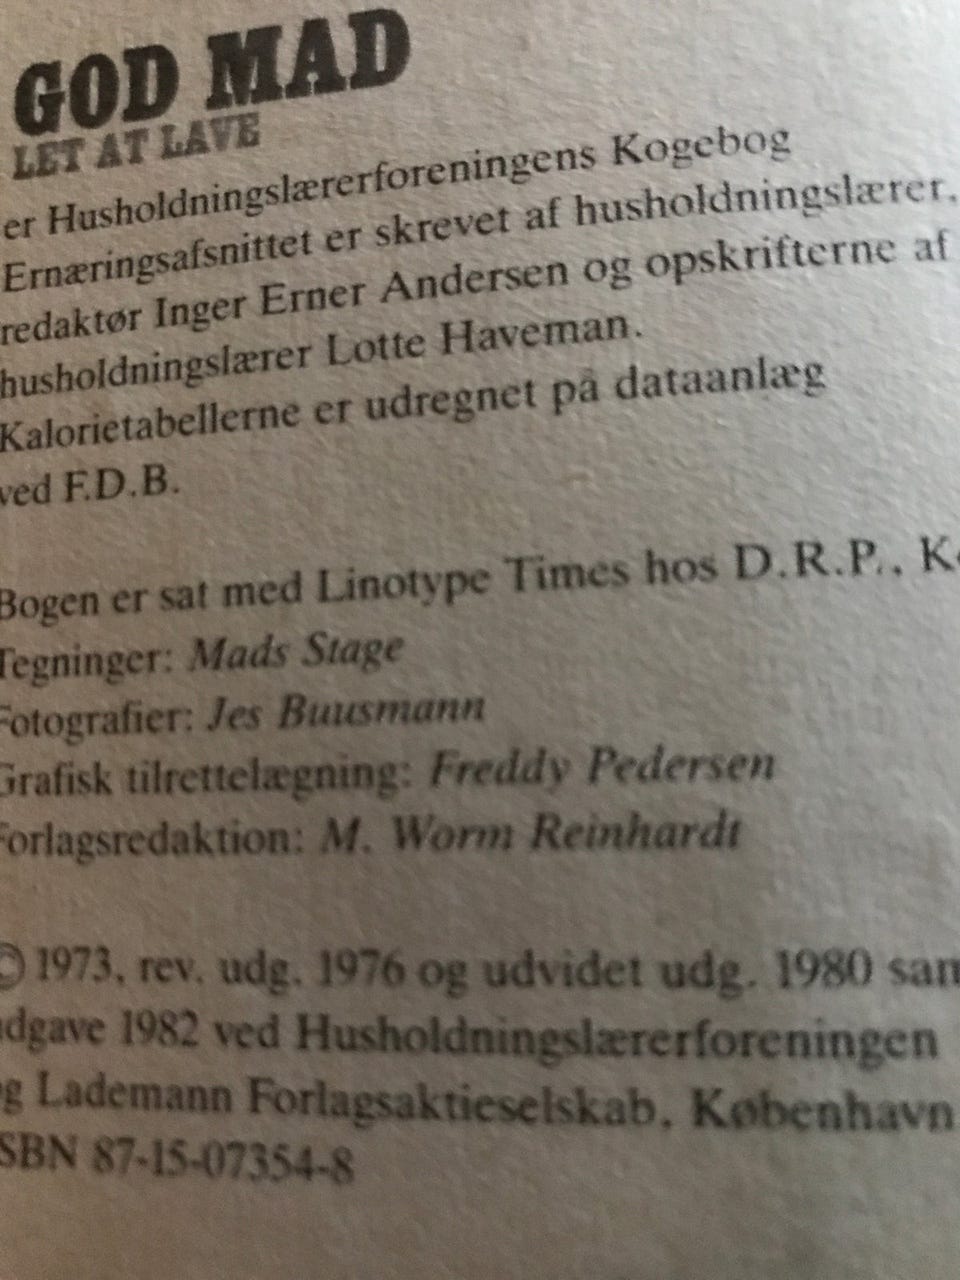 GOD MAD
LET AT LAVE
er Husholdningslærerforeningens Kogebog
Ernæringsafsnittet er skrevet af husholdningslærer,
redaktør Inger Erner Andersen og opskrifterne af
husholdningslærer Lotte Haveman.
Kalorietabellerne er udregnet på dataanlæg
ved F.D.B.
Bogen er sat med Linotype Times hos D.R.P.,
Tegninger: Mads Stage
Fotografier: Jes Buusmann
Grafisk tilrettelægning: Freddy Pedersen
Forlagsredaktion: M. Worm Reinhardt
© 1973, rev. udg. 1976 og udvidet udg. 1980
udgave 1982 ved Husholdningslærerforeningen
og Lademann Forlagsaktieselskab, København
ISBN 87-15-07354-8